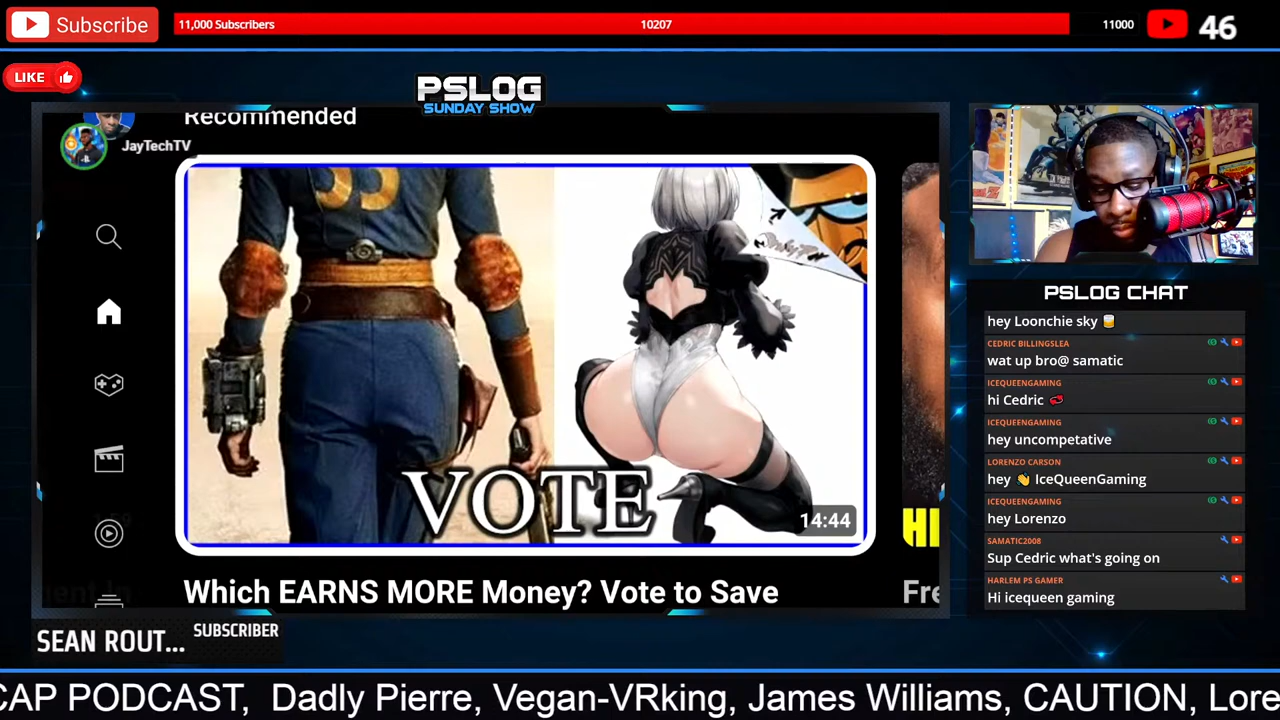 Subscribe
11,000 Subscribers
10207
11000
46
LIKE
PSLOG
SUNDAY SHOW
Recommended
JayTechTV
VOTE
14:44
Which EARNS MORE Money? Vote to Save
Fre
HI
PSLOG CHAT
hey Loonchie sky
CEDRIC BILLINGSLEA
wat up bro@ samatic
ICEQUEENGAMING
hi Cedric
ICEQUEENGAMING
hey uncompetative
LORENZO CARSON
hey 👋 IceQueenGaming
ICEQUEENGAMING
hey Lorenzo
SAMATIC2008
Sup Cedric what's going on
HARLEM PS GAMER
Hi icequeen gaming
SEAN ROUT...
SUBSCRIBER
CAP PODCAST, Dadly Pierre, Vegan-VRking, James Williams, CAUTION, Lore